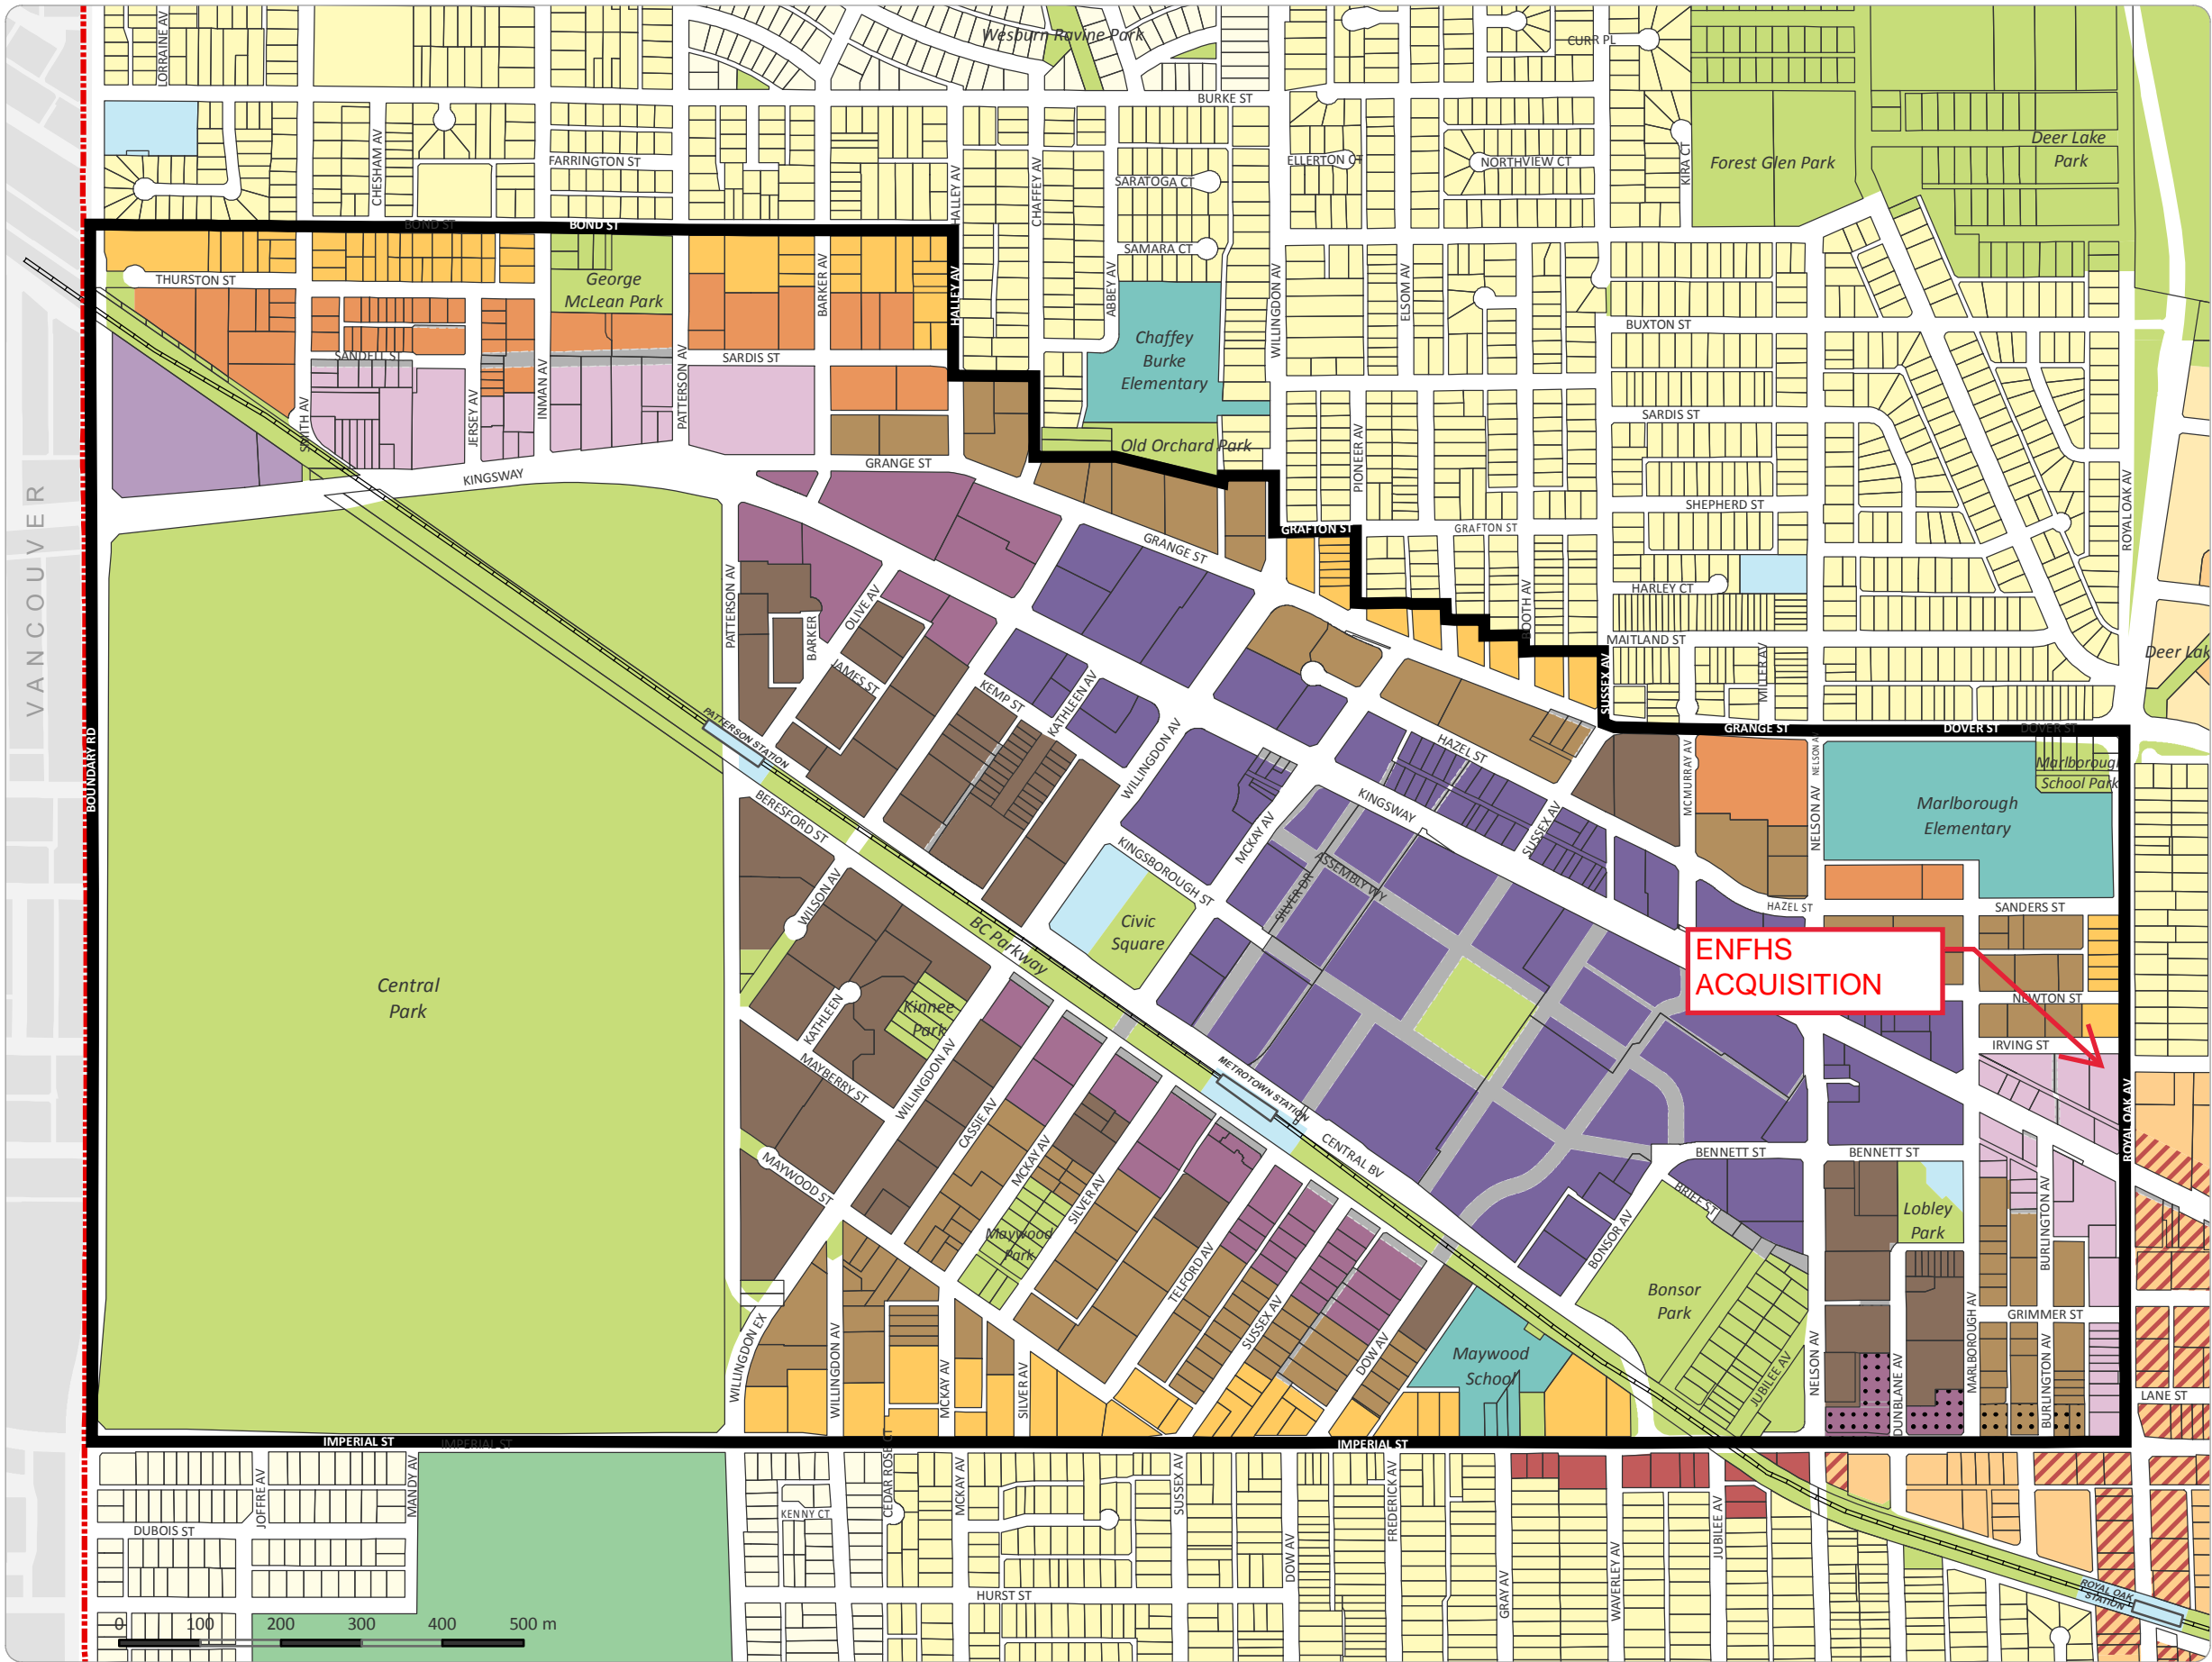 LORRAINE AV
Wesburn Ravine Park
CURR PL
BURKE ST
CHESHAM AV
FARRINGTON ST
HALLEY AV
CHAFFEY AV
SARATOGA CT
ELLERTON CT
NORTHVIEW CT
KIRA CT
Forest Glen Park
Deer Lake
Park
BOND ST
BOND ST
SAMARA CT
THURSTON ST
George
McLean Park
BARKER AV
HALLEY AV
ABBEY AV
WILLINGDON AV
ELSOM AV
BUXTON ST
Chaffey
Burke
Elementary
SANDELL ST
SARDIS ST
SMITH AV
JERSEY AV
INMAN AV
PATTERSON AV
SARDIS ST
Old Orchard Park
PIONEER AV
KINGSWAY
GRANGE ST
VANCOUVER
SHEPHERD ST
ROYAL OAK AV
GRAFTON ST
GRAFTON ST
GRANGE ST
HARLEY CT
PATTERSON AV
BARKER
OLIVE AV
BOOTH AV
MAITLAND ST
MILLER AV
Deer Lak
JAMES ST
KEMP ST
KATHLEEN AV
SUSSEX AV
GRANGE ST
DOVER ST
DOVER ST
BOUNDARY RD
PATTERSON STATION
WILLINGDON AV
HAZEL ST
MCMURRAY AV
NELSON AV
Marlborough
School Park
BERESFORD ST
KINGSWAY
SUSSEX AV
NELSON AV
Marlborough
Elementary
MCKAY AV
KINGSBOROUGH ST
ASSEMBLY WY
SILVER DR
WILSON AV
HAZEL ST
SANDERS ST
Civic
Square
BC Parkway
ENFHS
ACQUISITION
Central
Park
KATHLEEN
Kinnee
Park
NEWTON ST
IRVING ST
MAYBERRY ST
WILLINGDON AV
METROTOWN STATION
CASSIE AV
MCKAY AV
CENTRAL BV
ROYAL OAK AV
BENNETT ST
BENNETT ST
MAYWOOD ST
SILVER AV
BRIEF ST
Lobley
Park
BURLINGTON AV
Maywood
Park
BONSOR AV
TELFORD AV
Bonsor
Park
SUSSEX AV
GRIMMER ST
WILLINGDON EX
WILLINGDON AV
MCKAY AV
SILVER AV
DOW AV
Maywood
School
JUBILEE AV
NELSON AV
DUNBLANE AV
MARLBOROUGH AV
BURLINGTON AV
LANE ST
IMPERIAL ST
IMPERIAL ST
IMPERIAL ST
JOFFRE AV
MANDY AV
CEDAR ROSE CT
MCKAY AV
SUSSEX AV
DOW AV
FREDERICK AV
GRAY AV
WAVERLEY AV
JUBILEE AV
KENNY CT
DUBOIS ST
HURST ST
ROYAL OAK
STATION
0 100 200 300 400 500 m